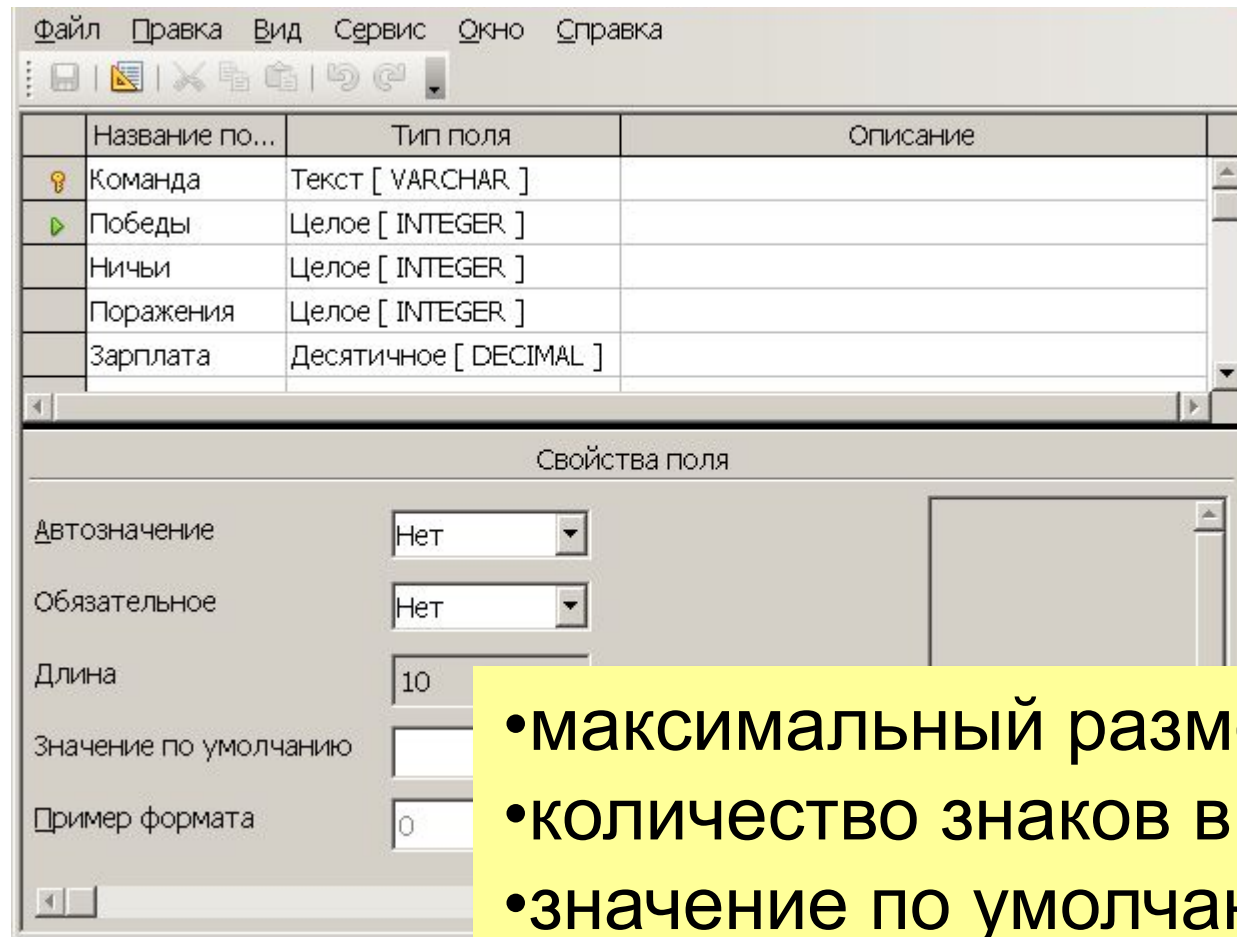 Файл Правка Вид Сервис Окно Справка
Название по... Тип поля Описание
Команда Текст [ VARCHAR ]
Победы Целое [ INTEGER ]
Ничьи Целое [ INTEGER ]
Поражения Целое [ INTEGER ]
Зарплата Десятичное [ DECIMAL ]
Свойства поля
Автозначение Нет
Обязательное Нет
Длина 10
Значение по умолчанию
Пример формата 0
•максимальный
•количество знаков в
•значение по